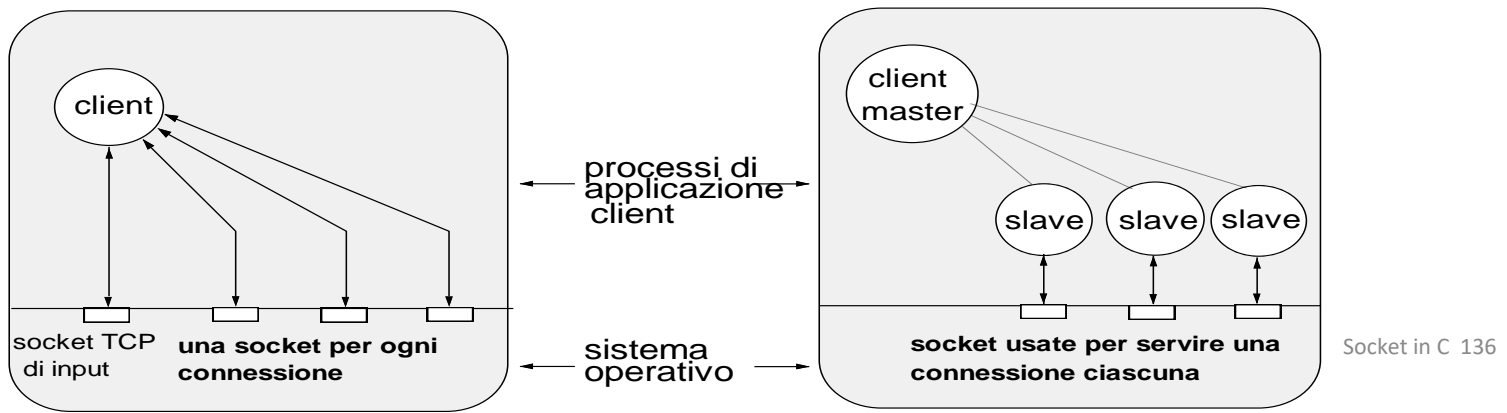 client
socket TCP
di input
una socket per ogni
connessione
processi di
applicazione
client
sistema
operativo
client
master
slave
slave
slave
socket usate per servire una
connessione ciascuna
Socket in C 136